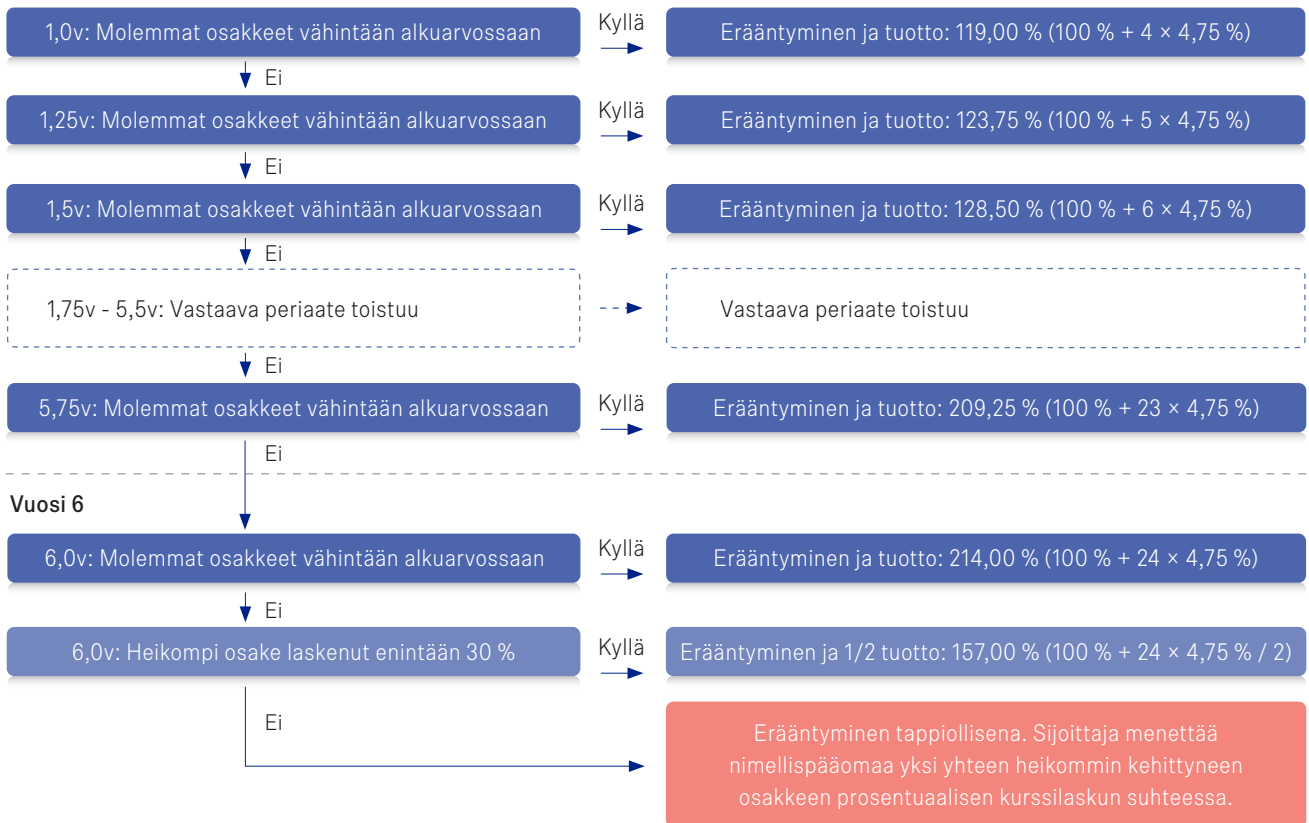 1,0v: Molemmat osakkeet vähintään alkuarvossaan
Kyllä
Erääntyminen ja tuotto: 119,00 % (100 % + 4 × 4,75 %)
Ei
1,25v: Molemmat osakkeet vähintään alkuarvossaan
Kyllä
Erääntyminen ja tuotto: 123,75 % (100 % + 5 × 4,75 %)
Ei
1,5v: Molemmat osakkeet vähintään alkuarvossaan
Kyllä
Erääntyminen ja tuotto: 128,50 % (100 % + 6 × 4,75 %)
Ei
1,75v - 5,5v: Vastaava periaate toistuu
Vastaava periaate toistuu
Ei
5,75v: Molemmat osakkeet vähintään alkuarvossaan
Kyllä
Erääntyminen ja tuotto: 209,25 % (100 % + 23 × 4,75 %)
Ei
Vuosi 6
6,0v: Molemmat osakkeet vähintään alkuarvossaan
Kyllä
Erääntyminen ja tuotto: 214,00 % (100 % + 24 × 4,75 %)
Ei
6,0v: Heikompi osake laskenut enintään 30 %
Kyllä
Erääntyminen ja 1/2 tuotto: 157,00 % (100 % + 24 × 4,75 % / 2)
Ei
Erääntyminen tappiollisena. Sijoittaja menettää
nimellispääomaa yksi yhteen heikommin kehittyneen
osakkeen prosentuaalisen kurssilaskun suhteessa.